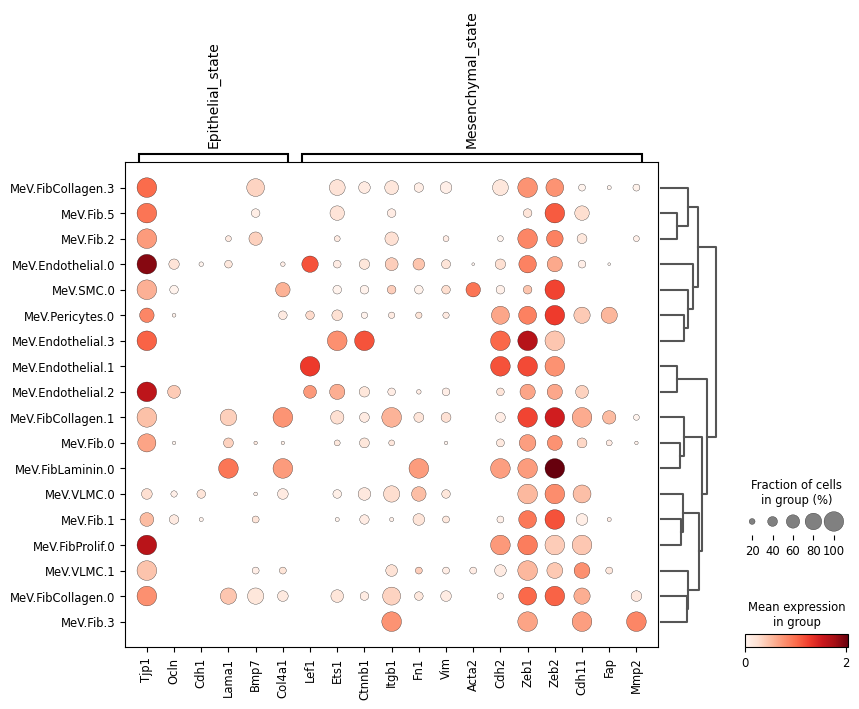 Epithelial_state
Mesenchymal_state
MeV.FibCollagen.3
MeV.Fib.5
MeV.Fib.2
MeV.Endothelial.0
MeV.SMC.0
MeV.Pericytes.0
MeV.Endothelial.3
MeV.Endothelial.1
MeV.Endothelial.2
MeV.FibCollagen.1
MeV.Fib.0
MeV.FibLaminin.0
MeV.VLMC.0
MeV.Fib.1
MeV.FibProlif.0
MeV.VLMC.1
MeV.FibCollagen.0
MeV.Fib.3
Tjp1
Ocln
Cdh1
Lama1
Bmp7
Col4a1
Lef1
Ets1
Ctnnb1
Itgb1
Fn1
Vim
Acta2
Cdh2
Zeb1
Zeb2
Cdh11
Fap
Mmp2
Fraction of cells
in group (%)
20 40 60 80 100
Mean expression
in group
0 2